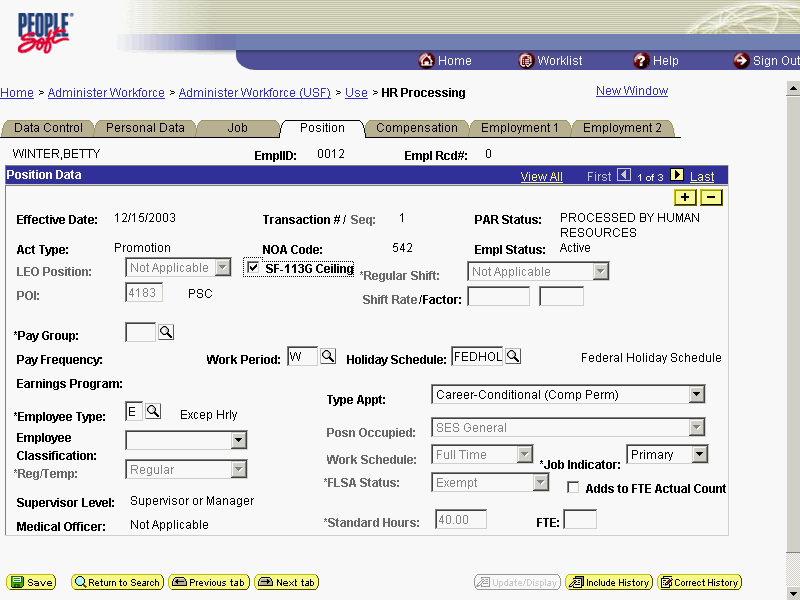 PEOPLE
Soft
Home Worklist Help Sign Out
Home > Administer Workforce > Administer Workforce (USF) > Use > HR Processing New Window
Data Control Personal Data Job Position Compensation Employment 1 Employment 2
WINTER,BETTY EmplID: 0012 Empl Rcd#: 0
Position Data View All First 1 of 3 Last
+ −
Effective Date: 12/15/2003 Transaction # / Seq: 1 PAR Status: PROCESSED BY HUMAN
RESOURCES
Act Type: Promotion NOA Code: 542 Empl Status: Active
LEO Position: Not Applicable SF-113G Ceiling *Regular Shift: Not Applicable
POI: 4183 PSC Shift Rate/Factor:
*Pay Group:
Pay Frequency: Work Period: W Holiday Schedule: FEDHOL Federal Holiday Schedule
Earnings Program:
Type Appt: Career-Conditional (Comp Perm)
*Employee Type: E Excep Hrly
Posn Occupied: SES General
Employee
Classification:
Work Schedule: Full Time *Job Indicator: Primary
*Reg/Temp: Regular
*FLSA Status: Exempt Adds to FTE Actual Count
Supervisor Level: Supervisor or Manager
Medical Officer: Not Applicable *Standard Hours: 40.00 FTE:
Save Return to Search Previous tab Next tab Update/Display Include History Correct History